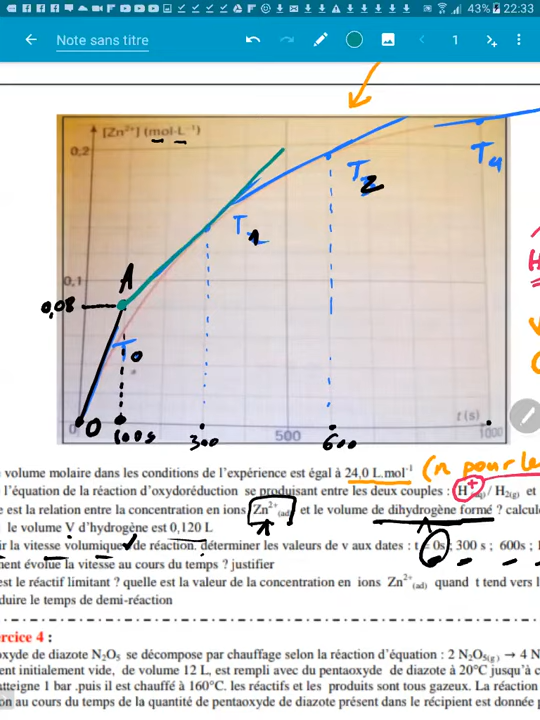 43% 22:33
Note sans titre
1
[Zn²⁺] (mol·L⁻¹)
0,2
T₄
T₂
T₁
A
0,1
0,08
T₀
0
O
100s
300
500
600
1000
t(s)
volume molaire dans les conditions de l'expérience est égal à 24,0 L.mol⁻¹ (n pour le
l'équation de la réaction d'oxydoréduction se produisant entre les deux couples : H⁺(aq) / H₂(g) et
e est la relation entre la concentration en ions Zn²⁺(aq) et le volume de dihydrogène formé ? calcul
le volume V d'hydrogène est 0,120 L
ir la vitesse volumique de réaction. déterminer les valeurs de v aux dates : t = 0s; 300 s ; 600s ; 1
ment évolue la vitesse au cours du temps ? justifier
est le réactif limitant ? quelle est la valeur de la concentration en ions Zn²⁺(ad) quand t tend vers l
duire le temps de demi-réaction
ercice 4 :
oxyde de diazote N₂O₅ se décompose par chauffage selon la réaction d'équation : 2 N₂O₅(g) → 4 N
ent initialement vide, de volume 12 L, est rempli avec du pentaoxyde de diazote à 20°C jusqu'à c
atteigne 1 bar .puis il est chauffé à 160°C. les réactifs et les produits sont tous gazeux. La réaction
on au cours du temps de la quantité de pentaoxyde de diazote présent dans le récipient est donnée p